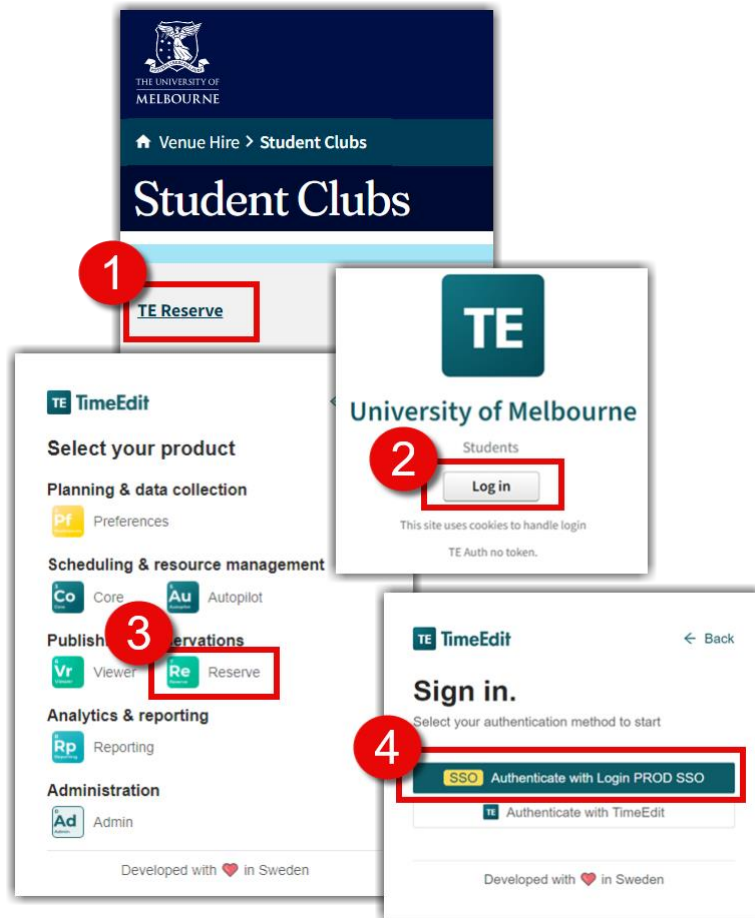 THE UNIVERSITY OF
MELBOURNE
Venue Hire > Student Clubs
Student Clubs
1
TE Reserve
TE
University of Melbourne
Students
2
Log in
This site uses cookies to handle login
TE Auth no token.
TE TimeEdit
Select your product
Planning & data collection
Pf Preferences
Scheduling & resource management
Co Core Au Autopilot
3
Publish ervations
Vr Viewer Re Reserve
Analytics & reporting
Rp Reporting
Administration
Ad Admin
Developed with ❤ in Sweden
TE TimeEdit ← Back
Sign in.
Select your authentication method to start
4
SSO Authenticate with Login PROD SSO
TE Authenticate with TimeEdit
Developed with ❤ in Sweden